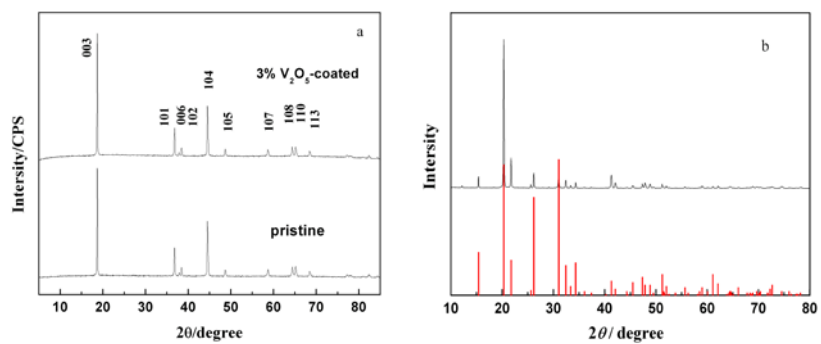 a
003
3% V₂O₅-coated
104
101
006
102
105
107
108
110
113
pristine
Intersity/CPS
10 20 30 40 50 60 70 80
2θ/degree
b
Intersity
10 20 30 40 50 60 70 80
2θ/ degree